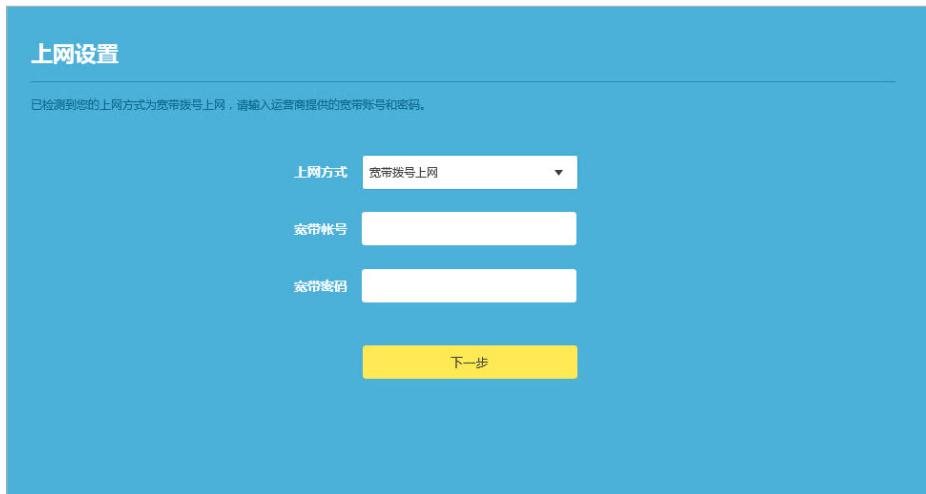 上网设置
已检测到您的上网方式为宽带拨号上网，请输入运营商提供的宽带账号和密码。
上网方式 宽带拨号上网
宽带帐号
宽带密码
下一步